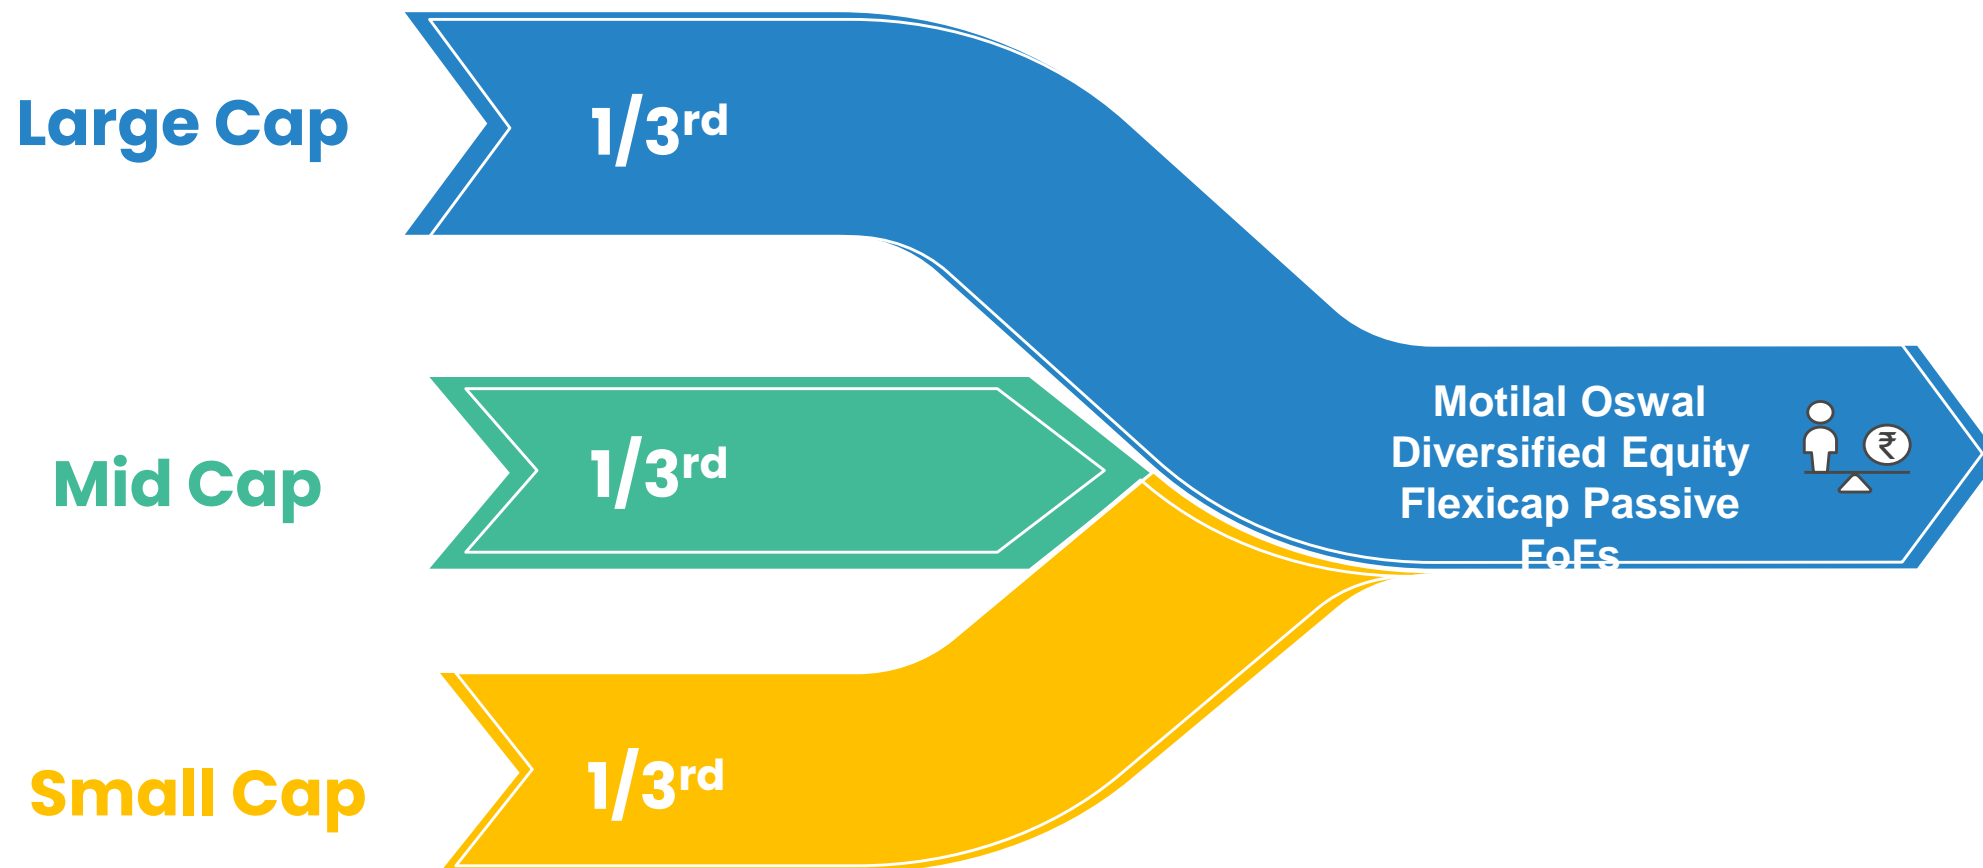 Large Cap
1/3rd
Mid Cap
1/3rd
Small Cap
1/3rd
Motilal Oswal
Diversified Equity
Flexicap Passive
FoFs
₹